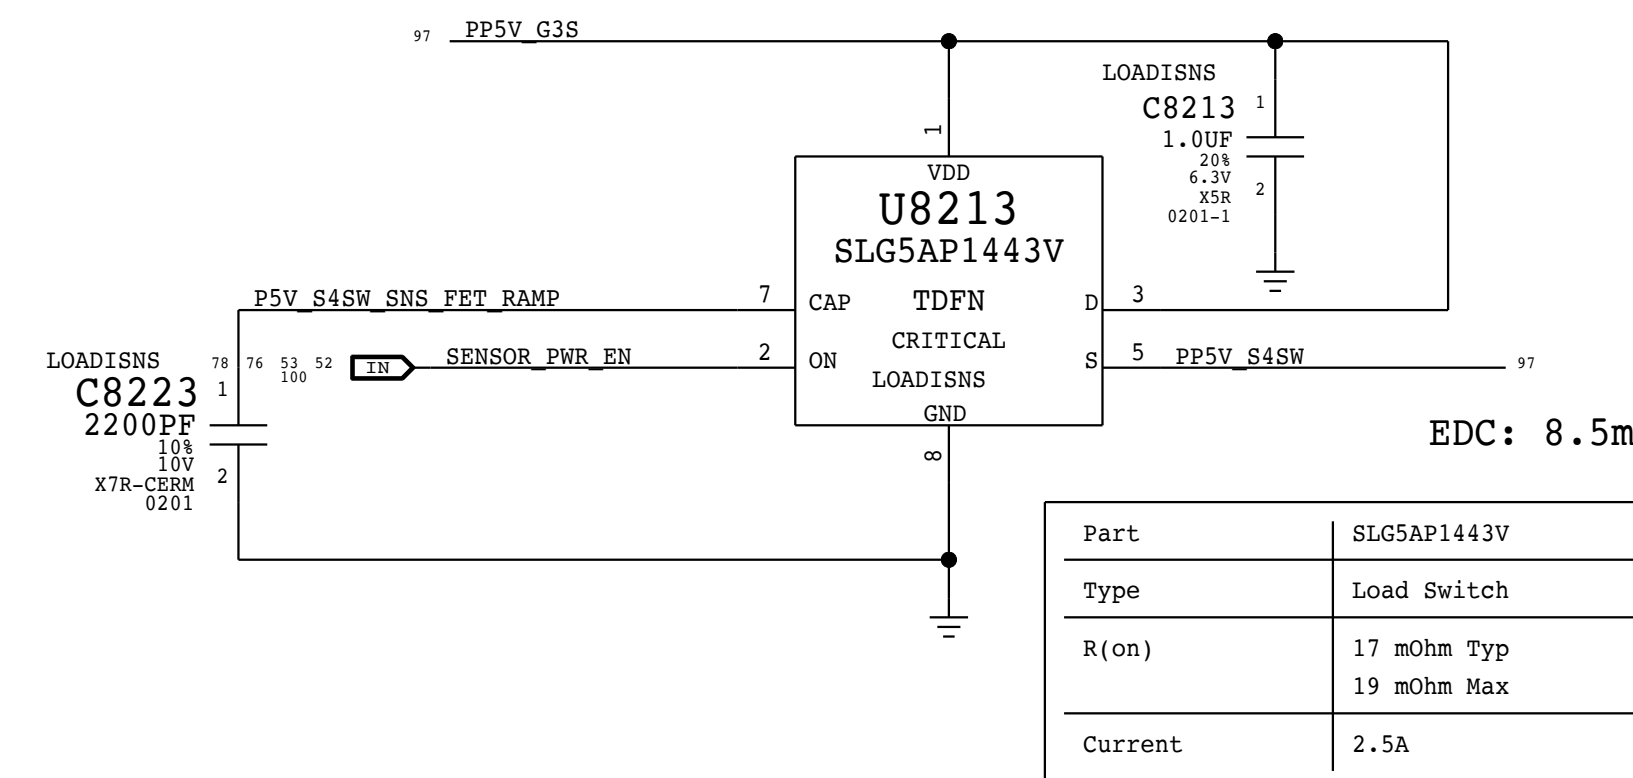 97 PP5V_G3S
LOADISNS
C8213 1
1.0UF
20%
6.3V
X5R
0201-1
2
1
VDD
U8213
SLG5AP1443V
P5V_S4SW_SNS_FET_RAMP 7 CAP TDFN D 3
CRITICAL
SENSOR_PWR_EN 2 ON S 5 PP5V_S4SW 97
LOADISNS
GND
8
LOADISNS 78 76 53 52 IN
100
C8223 1
2200PF
10%
10V
X7R-CERM 2
0201
EDC: 8.5m
Part SLG5AP1443V
Type Load Switch
R(on) 17 mOhm Typ
19 mOhm Max
Current 2.5A